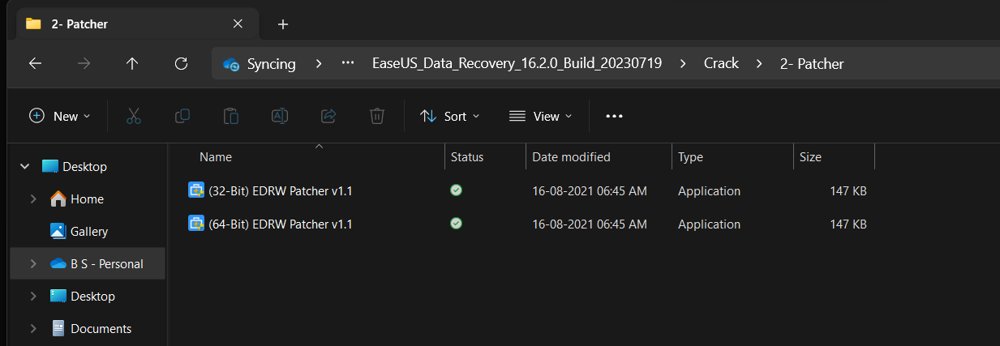 2- Patcher
Syncing > ··· EaseUS_Data_Recovery_16.2.0_Build_20230719 > Crack > 2- Patcher
New Sort View ···
Name Status Date modified Type Size
(32-Bit) EDRW Patcher v1.1 16-08-2021 06:45 AM Application 147 KB
(64-Bit) EDRW Patcher v1.1 16-08-2021 06:45 AM Application 147 KB
Desktop
Home
Gallery
B S - Personal
Desktop
Documents